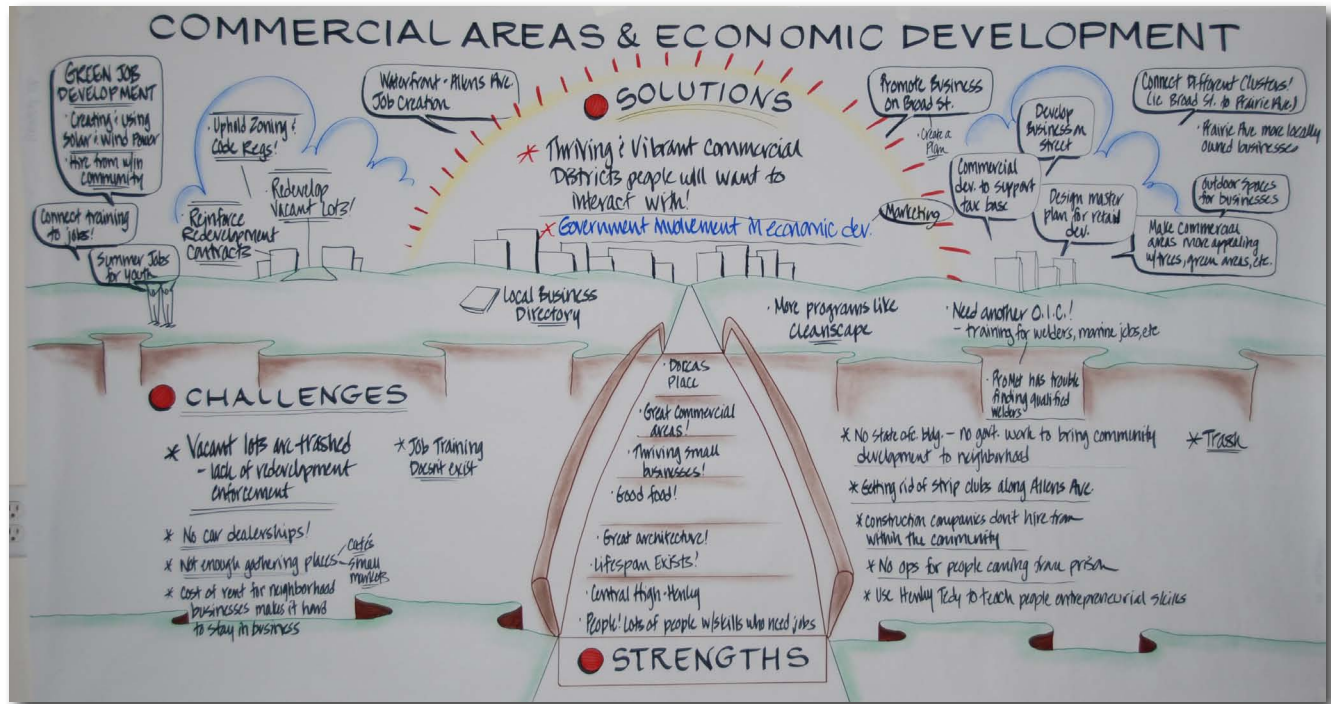 COMMERCIAL AREAS & ECONOMIC DEVELOPMENT
GREEN JOB
DEVELOPMENT
· Creating & using
Solar & Wind Power
· Hire from w/in
community
Connect training
to jobs!
Summer Jobs
for youth
· Uphold Zoning &
Code Regs!
· Reinforce
Redevelopment
contracts
· Redevelop
Vacant Lots!
Waterfront - Allens Ave.
Job Creation
SOLUTIONS
* Thriving & Vibrant commercial
Districts people will want to
interact with!
* Government involvement in economic dev.
Promote Business
on Broad St.
· Create a
Plan
Marketing
Commercial
dev. to support
tax base
Develop
Business on
street
Design master
plan for retail
dev.
Connect Different Clusters!
(ie Broad St. to Prairie Ave)
· Prairie Ave more locally
owned businesses
Outdoor Spaces
for businesses
Make commercial
areas more appealing
w/trees, green areas, etc.
Local Business
Directory
· More programs like
Cleanscape
· Need another O.I.C.!
- training for welders, marine jobs, etc
· ProMet has trouble
finding qualified
welders
CHALLENGES
* Vacant lots are trashed
- lack of redevelopment
enforcement
* Job Training
Doesn't exist
* No car dealerships!
* Not enough gathering places
cafés
small
markets
* Cost of rent for neighborhood
businesses makes it hard
to stay in business
· Dorcas
Place
· Great commercial
areas!
· Thriving small
businesses!
· Good food!
· Great architecture!
· Lifespan Exists!
· Central High-Henly
· People! Lots of people w/skills who need jobs
STRENGTHS
* No state ofc. bldg. - no govt. work to bring community
development to neighborhood
* Trash
* Getting rid of strip clubs along Allens Ave.
* construction companies don't hire from
within the community
* No ops for people coming from prison
* Use Henly Tedy to teach people entrepreneurial skills